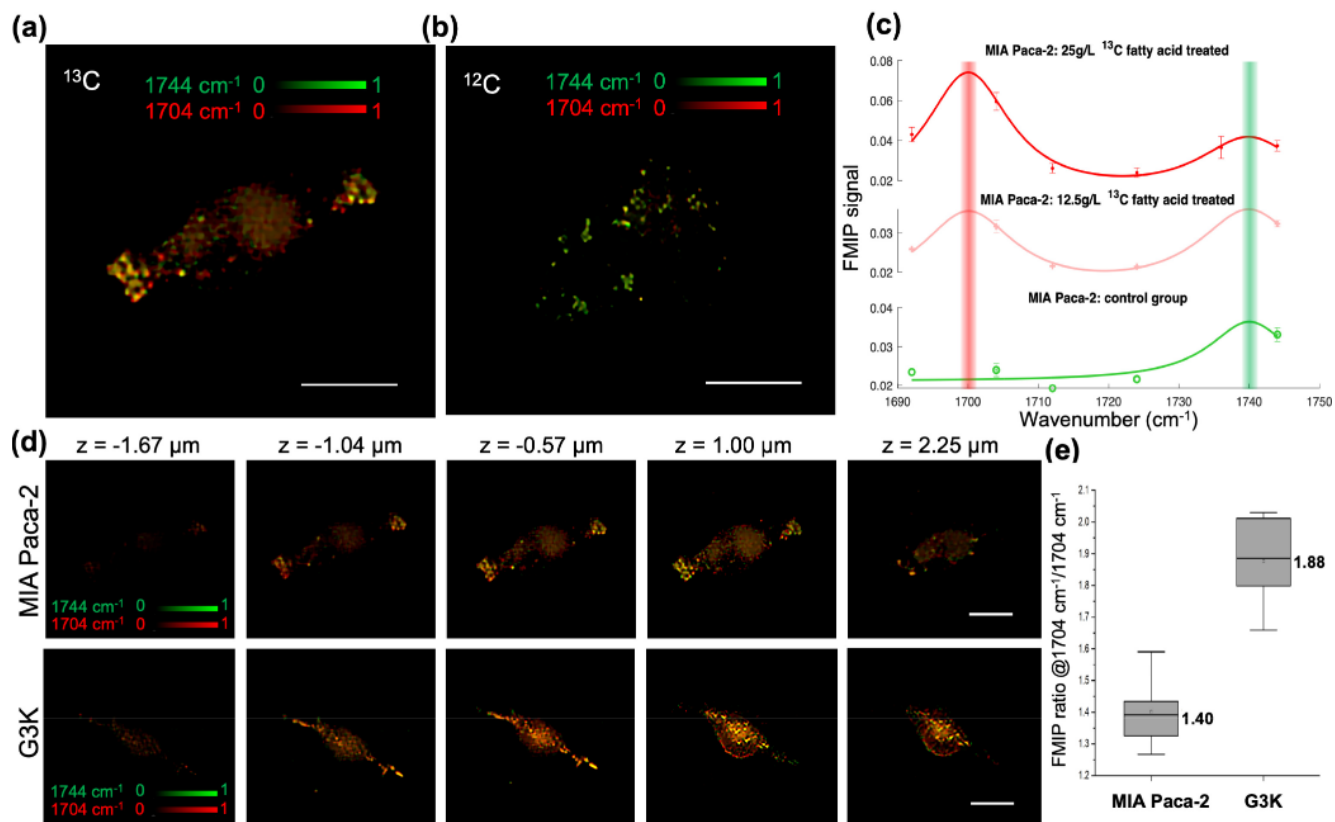 (a)
¹³C
1744 cm⁻¹ 0 1
1704 cm⁻¹ 0 1
(b)
¹²C
1744 cm⁻¹ 0 1
1704 cm⁻¹ 0 1
(c)
MIA Paca-2: 25g/L ¹³C fatty acid treated
0.08
0.06
0.04
0.02
MIA Paca-2: 12.5g/L ¹³C fatty acid treated
0.03
0.02
MIA Paca-2: control group
0.04
0.03
0.02
FMIP signal
1690 1700 1710 1720 1730 1740 1750
Wavenumber (cm⁻¹)
(d)
z = -1.67 µm z = -1.04 µm z = -0.57 µm z = 1.00 µm z = 2.25 µm
MIA Paca-2
1744 cm⁻¹ 0 1
1704 cm⁻¹ 0 1
G3K
1744 cm⁻¹ 0 1
1704 cm⁻¹ 0 1
(e)
FMIP ratio @1704 cm⁻¹/1704 cm⁻¹
2.1
2.0
1.9
1.8
1.7
1.6
1.5
1.4
1.3
1.2
1.40
1.88
MIA Paca-2 G3K